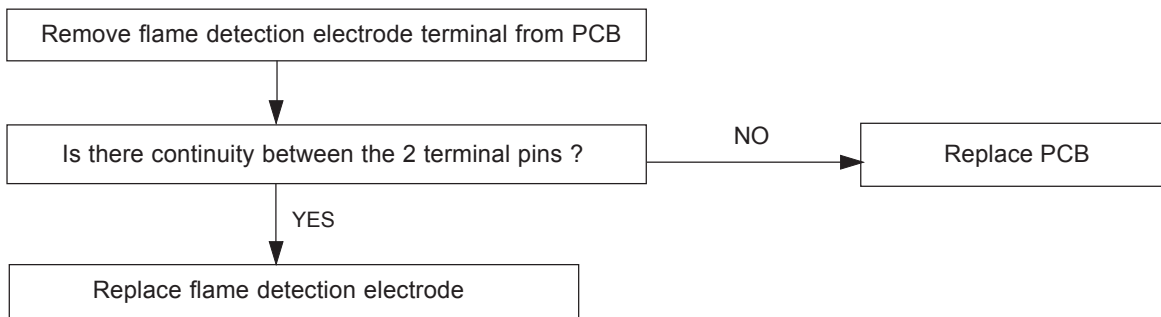 Remove flame detection electrode terminal from PCB
Is there continuity between the 2 terminal pins ?
NO
Replace PCB
YES
Replace flame detection electrode